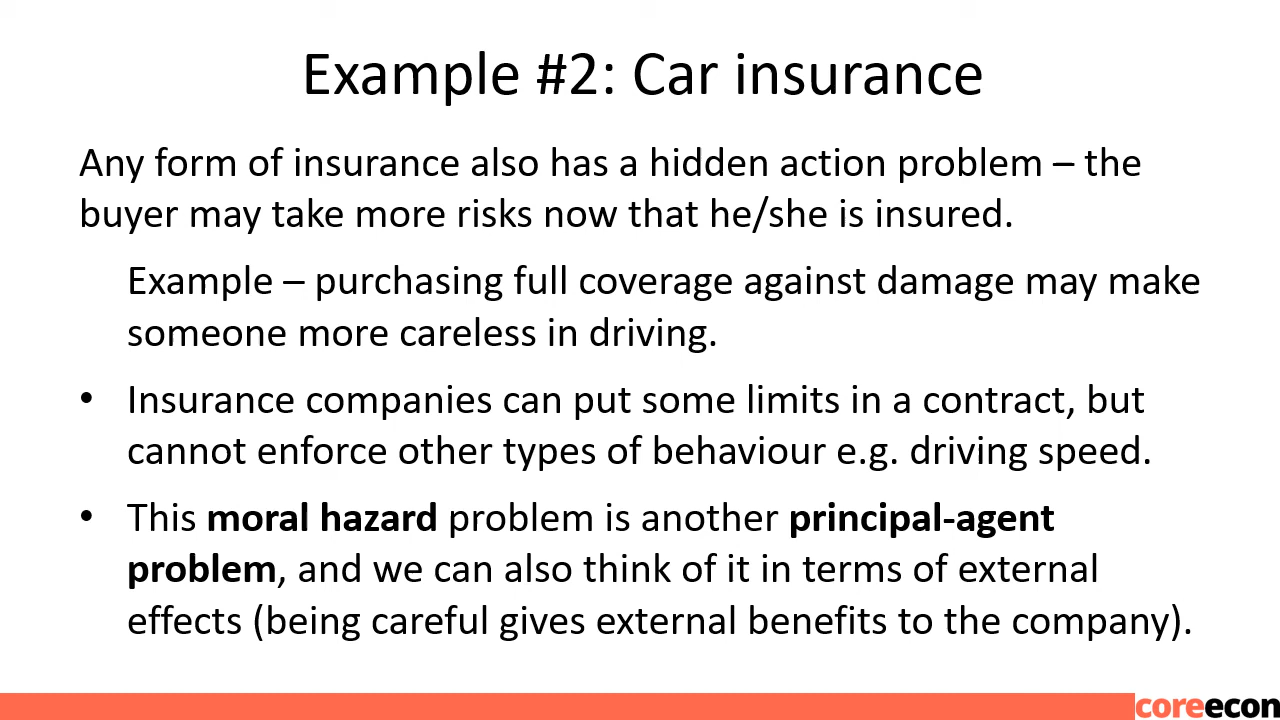 Example #2: Car insurance
Any form of insurance also has a hidden action problem – the
buyer may take more risks now that he/she is insured.
Example – purchasing full coverage against damage may make
someone more careless in driving.
• Insurance companies can put some limits in a contract, but
cannot enforce other types of behaviour e.g. driving speed.
• This moral hazard problem is another principal-agent
problem, and we can also think of it in terms of external
effects (being careful gives external benefits to the company).
coreecon